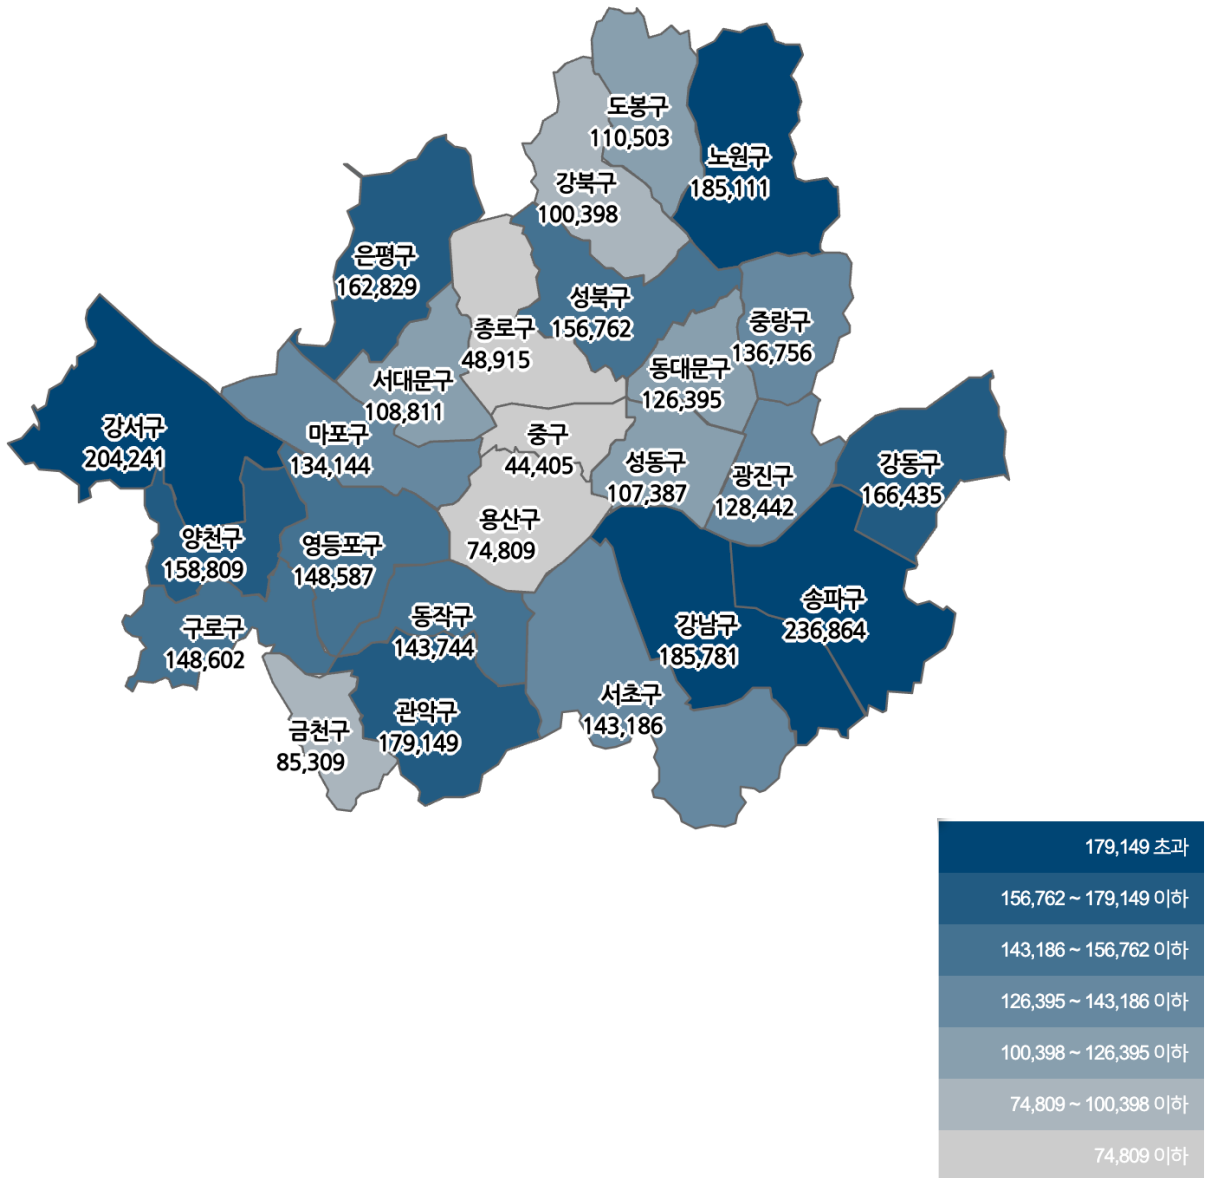 도봉구
110,503
노원구
185,111
강북구
100,398
은평구
162,829
성북구
156,762
종로구
48,915
중랑구
136,756
동대문구
126,395
서대문구
108,811
강서구
204,241
마포구
134,144
중구
44,405
성동구
107,387
광진구
128,442
강동구
166,435
양천구
158,809
영등포구
148,587
용산구
74,809
구로구
148,602
동작구
143,744
강남구
185,781
송파구
236,864
금천구
85,309
관악구
179,149
서초구
143,186
179,149 초과
156,762 ~ 179,149 이하
143,186 ~ 156,762 이하
126,395 ~ 143,186 이하
100,398 ~ 126,395 이하
74,809 ~ 100,398 이하
74,809 이하